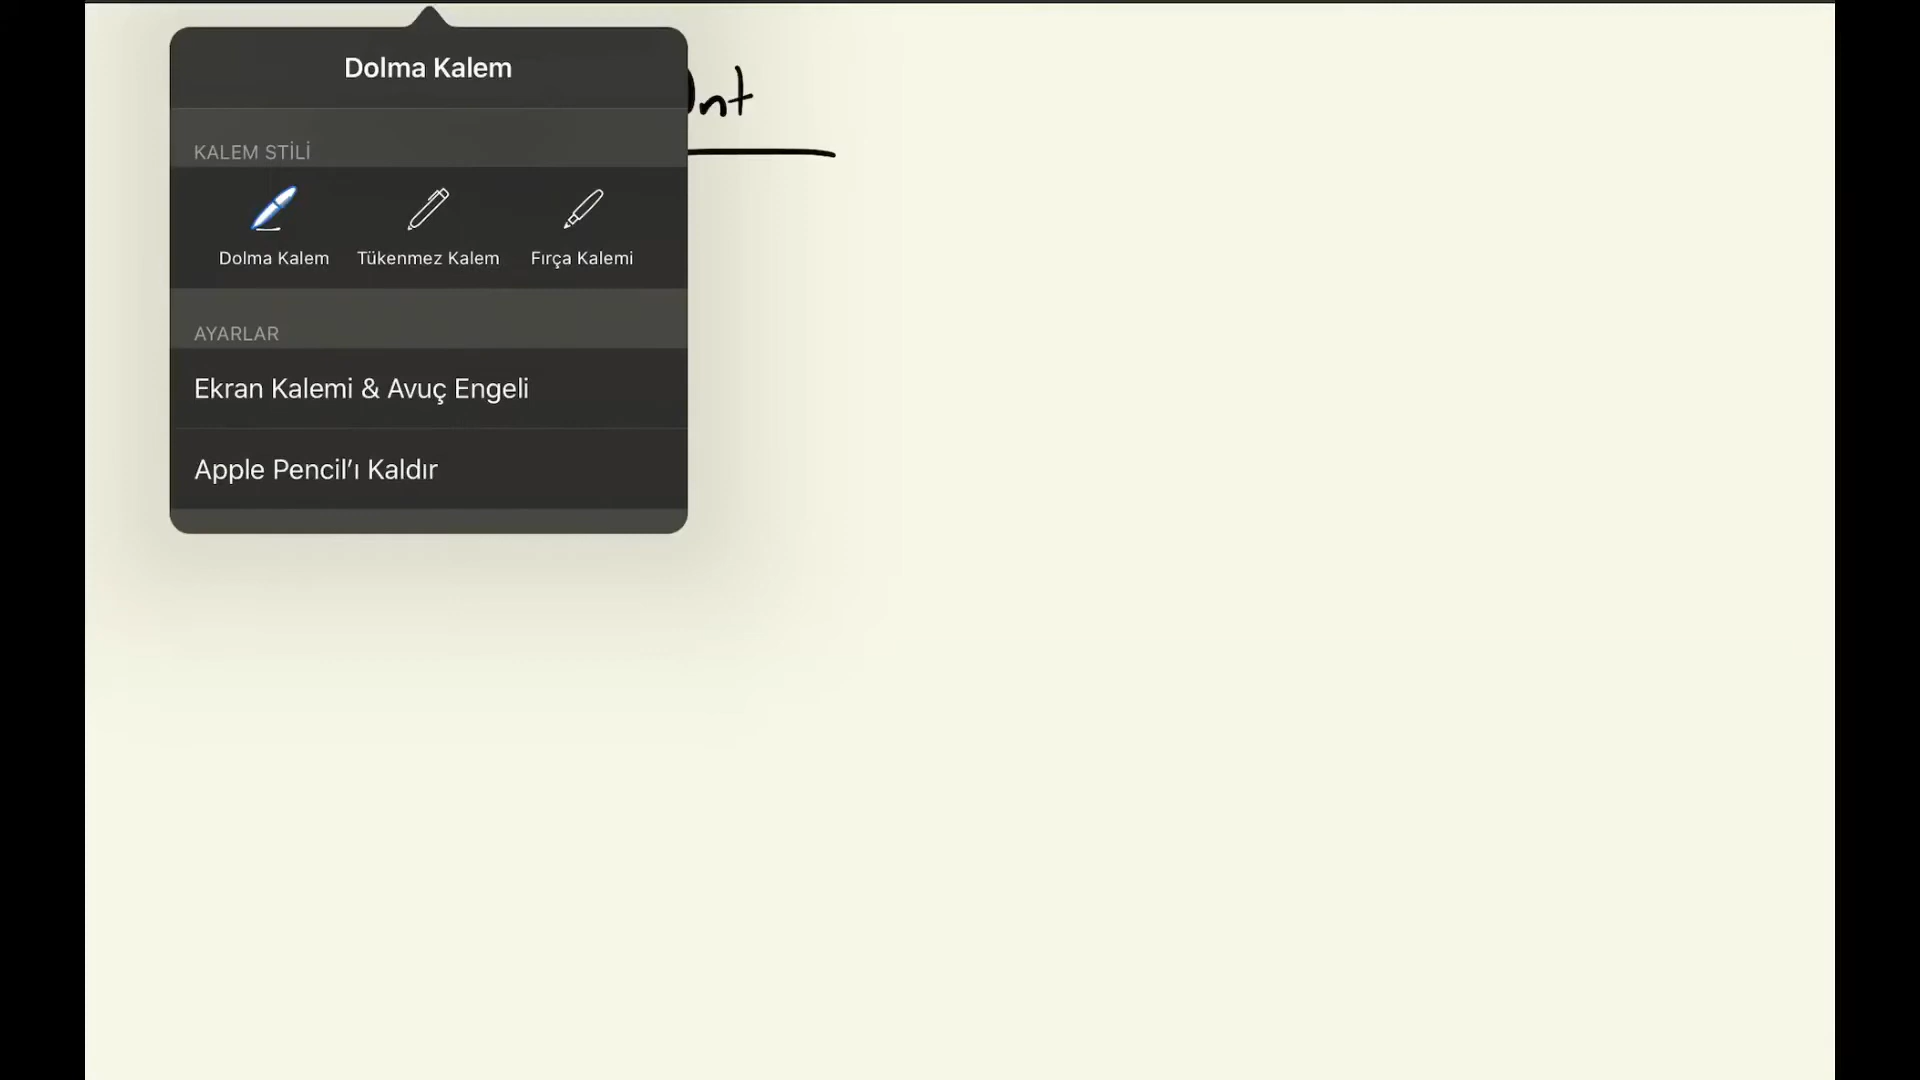 Dolma Kalem
KALEM STİLİ
Dolma Kalem Tükenmez Kalem Fırça Kalemi
AYARLAR
Ekran Kalemi & Avuç Engeli
Apple Pencil’ı Kaldır